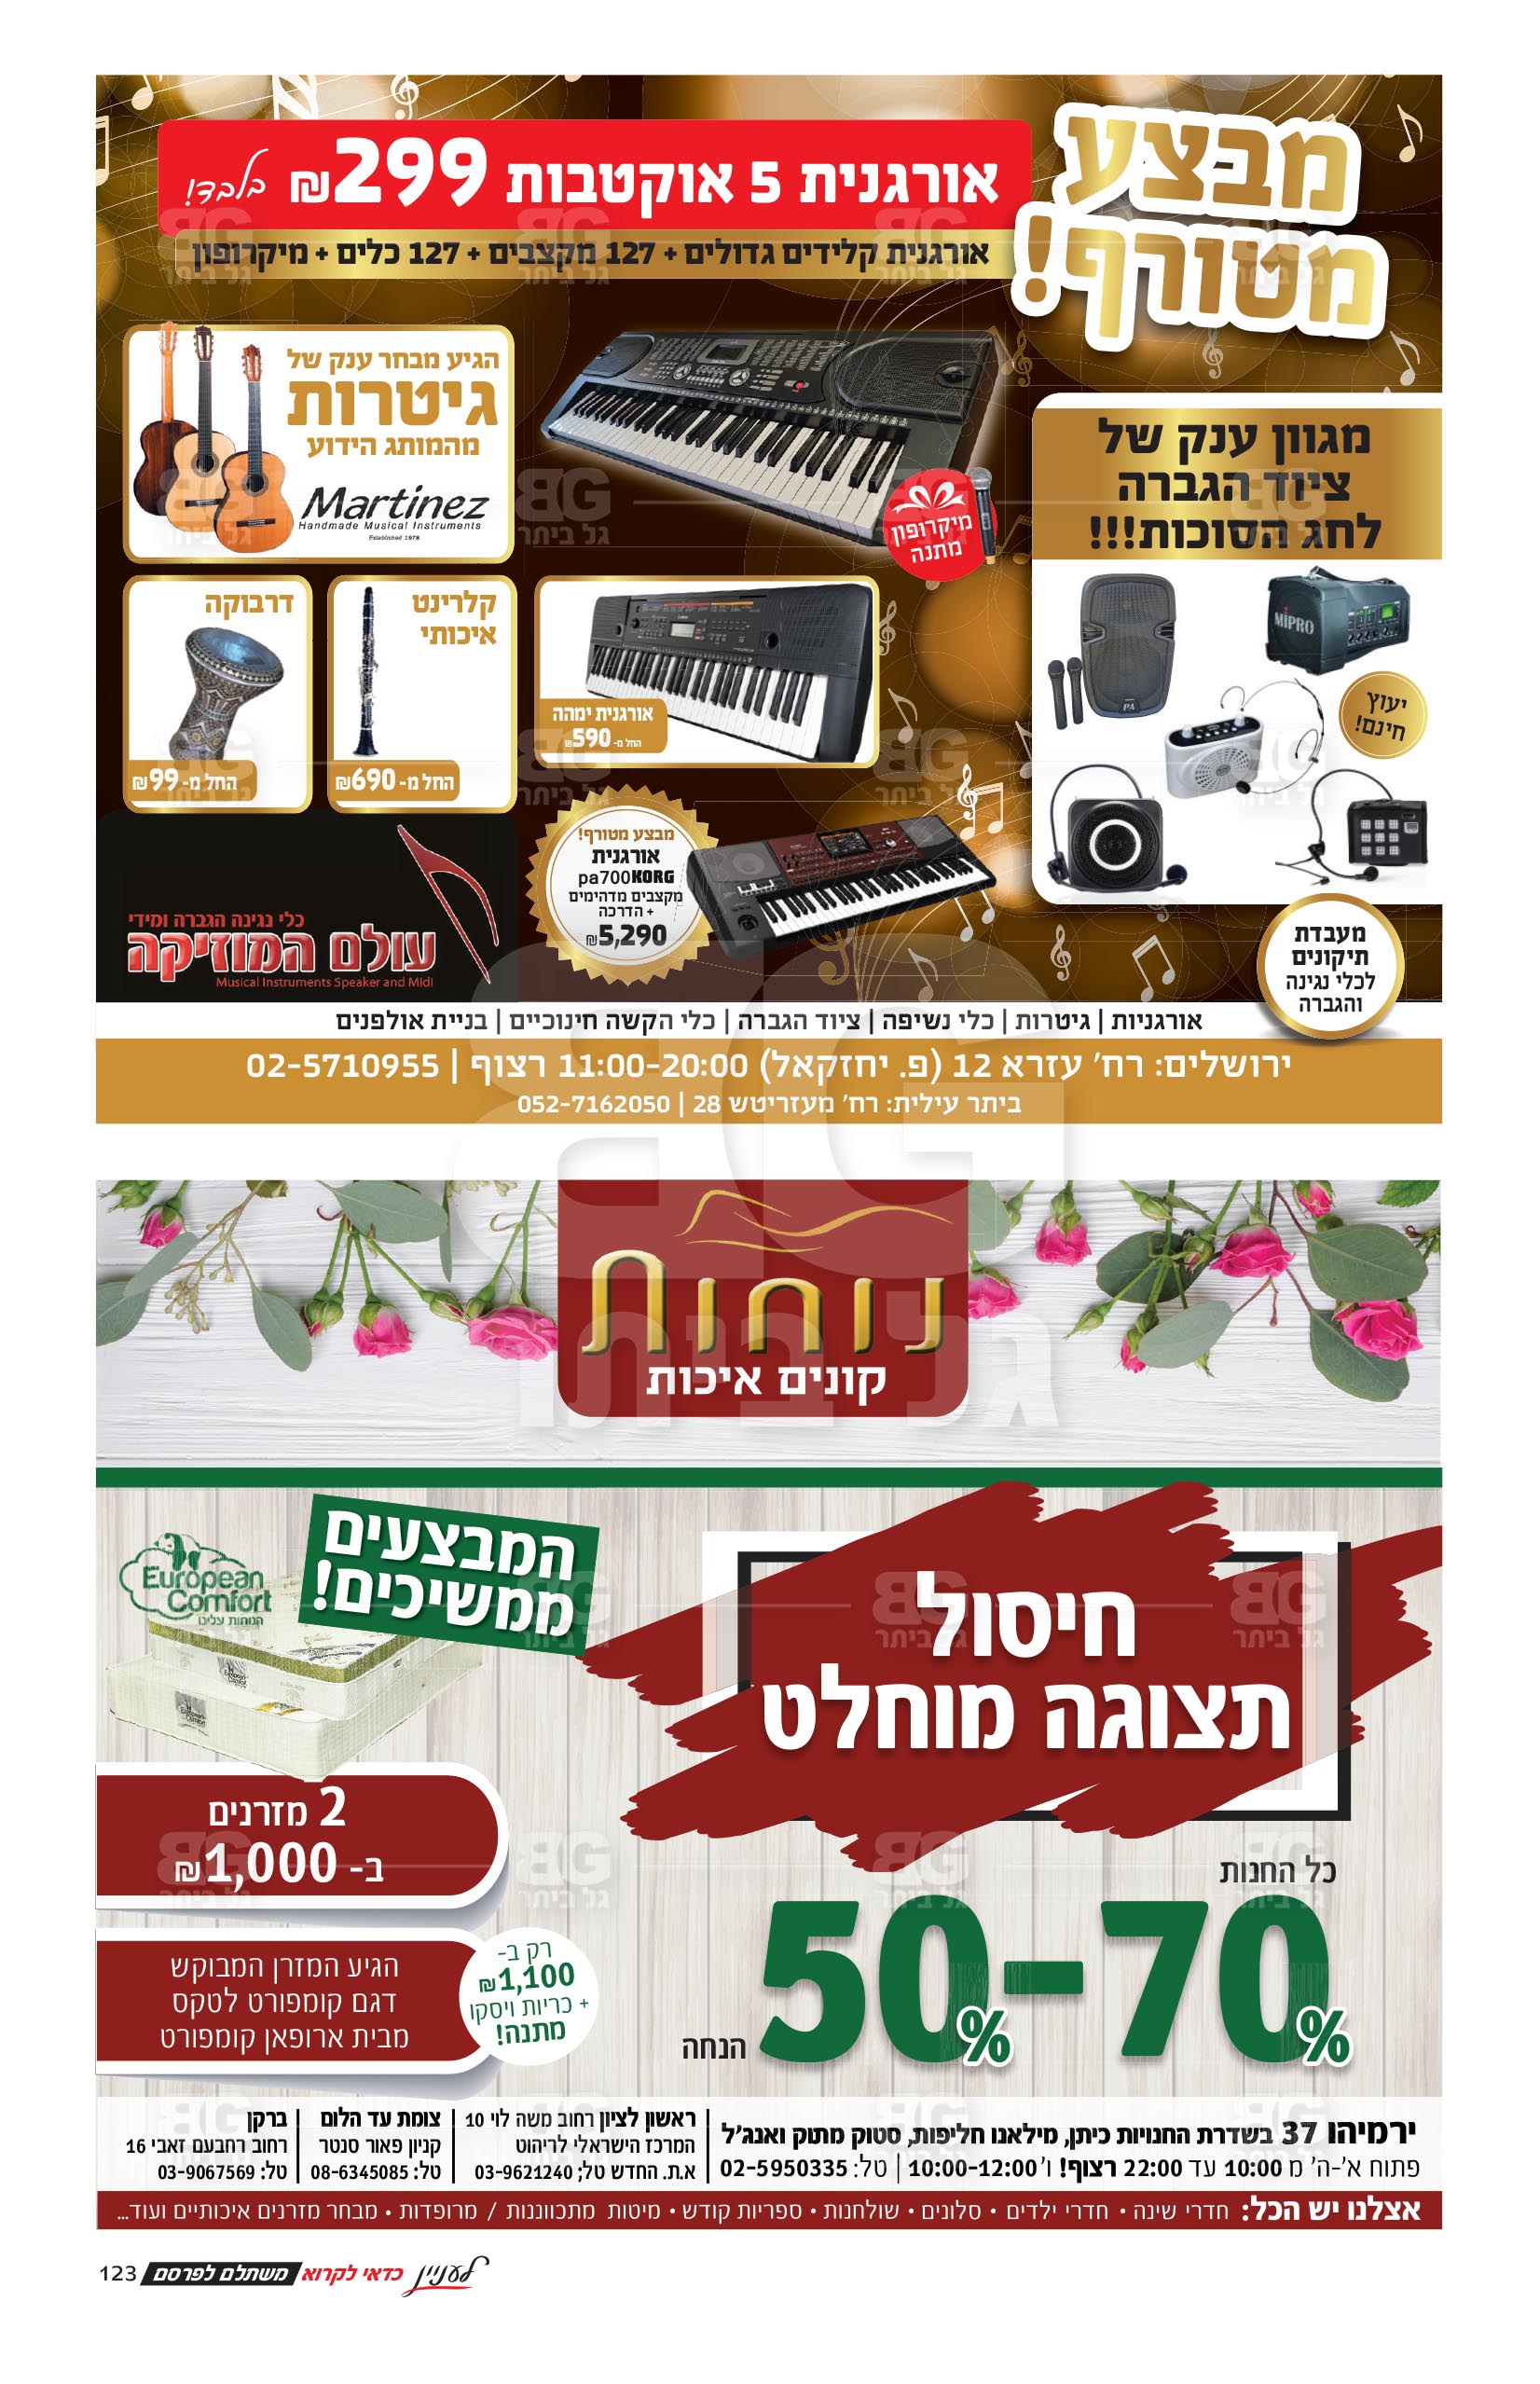 מבצע
מטורף!
אורגנית 5 אוקטבות 299₪ בלבד!
אורגנית קלידים גדולים + 127 מקצבים + 127 כלים + מיקרופון
הגיע מבחר ענק של
גיטרות
מהמותג הידוע
Martinez
Handmade Musical Instruments
Established 1978
מיקרופון
מתנה
מגוון ענק של
ציוד הגברה
לחג הסוכות!!!
MIPRO
PA
יעוץ
חינם!
דרבוקה
החל מ- 99₪
קלרינט
איכותי
החל מ- 690₪
אורגנית ימהה
החל מ- 590₪
מבצע מטורף!
אורגנית
pa700KORG
מקצבים מדהימים
+ הדרכה
5,290₪
כלי נגינה הגברה ומידי
עולם המוזיקה
Musical Instruments Speaker and Midi
מעבדת
תיקונים
לכלי נגינה
והגברה
אורגניות | גיטרות | כלי נשיפה | ציוד הגברה | כלי הקשה חינוכיים | בניית אולפנים
ירושלים: רח' עזרא 12 (פ. יחזקאל) 11:00-20:00 רצוף | 02-5710955
ביתר עילית: רח' מעזריטש 28 | 052-7162050
נוחות
קונים איכות
BG
גל ביתר
המבצעים
ממשיכים!
European
Comfort
הנוחות עלינו
חיסול
תצוגה מוחלט
2 מזרנים
ב- 1,000₪
כל החנות
50%-70%
הנחה
הגיע המזרן המבוקש
דגם קומפורט לטקס
מבית ארופאן קומפורט
רק ב-
1,100₪
+ כריות ויסקו
מתנה!
ירמיהו 37 בשדרת החנויות כיתן, מילאנו חליפות, סטוק מתוק ואנג'ל
פתוח א'-ה' מ 10:00 עד 22:00 רצוף! ו' 10:00-12:00 | טל: 02-5950335
ראשון לציון רחוב משה לוי 10
המרכז הישראלי לריהוט
א.ת. החדש טל; 03-9621240
צומת עד הלום
קניון פאור סנטר
טל: 08-6345085
ברקן
רחוב רחבעם זאבי 16
טל: 03-9067569
אצלנו יש הכל: חדרי שינה • חדרי ילדים • סלונים • שולחנות • ספריות קודש • מיטות מתכווננות / מרופדות • מבחר מזרנים איכותיים ועוד...
לעניין כדאי לקרוא משתלם לפרסם 123